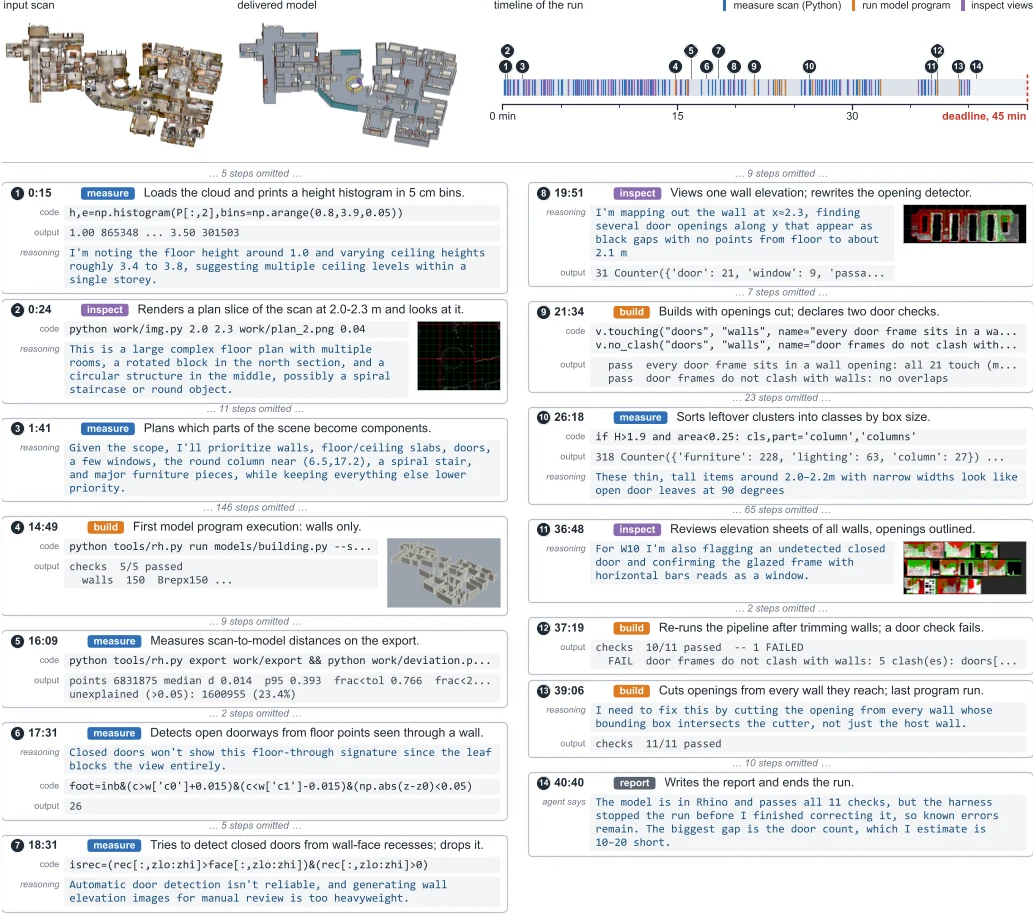 input scan
delivered model
timeline of the run
measure scan (Python) run model program inspect views
2 5 7 12
1 3 4 6 8 9 10 11 13 14
0 min 15 30 deadline, 45 min
… 5 steps omitted …
1 0:15 measure Loads the cloud and prints a height histogram in 5 cm bins.
code h,e=np.histogram(P[:,2],bins=np.arange(0.8,3.9,0.05))
output 1.00 865348 ... 3.50 301503
reasoning I'm noting the floor height around 1.0 and varying ceiling heights
roughly 3.4 to 3.8, suggesting multiple ceiling levels within a
single storey.
2 0:24 inspect Renders a plan slice of the scan at 2.0-2.3 m and looks at it.
code python work/img.py 2.0 2.3 work/plan_2.png 0.04
reasoning This is a large complex floor plan with multiple
rooms, a rotated block in the north section, and a
circular structure in the middle, possibly a spiral
staircase or round object.
… 11 steps omitted …
3 1:41 measure Plans which parts of the scene become components.
reasoning Given the scope, I'll prioritize walls, floor/ceiling slabs, doors,
a few windows, the round column near (6.5,17.2), a spiral stair,
and major furniture pieces, while keeping everything else lower
priority.
… 146 steps omitted …
4 14:49 build First model program execution: walls only.
code python tools/rh.py run models/building.py --s...
output checks 5/5 passed
walls 150 Brepx150 ...
… 9 steps omitted …
5 16:09 measure Measures scan-to-model distances on the export.
code python tools/rh.py export work/export && python work/deviation.p...
output points 6831875 median d 0.014 p95 0.393 frac<tol 0.766 frac<2...
unexplained (>0.05): 1600955 (23.4%)
… 2 steps omitted …
6 17:31 measure Detects open doorways from floor points seen through a wall.
reasoning Closed doors won't show this floor-through signature since the leaf
blocks the view entirely.
code foot=inb&(c>w['c0']+0.015)&(c<w['c1']-0.015)&(np.abs(z-z0)<0.05)
output 26
… 5 steps omitted …
7 18:31 measure Tries to detect closed doors from wall-face recesses; drops it.
code isrec=(rec[:,zlo:zhi]>face[:,zlo:zhi])&(rec[:,zlo:zhi]>0)
reasoning Automatic door detection isn't reliable, and generating wall
elevation images for manual review is too heavyweight.
… 9 steps omitted …
8 19:51 inspect Views one wall elevation; rewrites the opening detector.
reasoning I'm mapping out the wall at x≈2.3, finding
several door openings along y that appear as
black gaps with no points from floor to about
2.1 m
output 31 Counter({'door': 21, 'window': 9, 'passa...
… 7 steps omitted …
9 21:34 build Builds with openings cut; declares two door checks.
code v.touching("doors", "walls", name="every door frame sits in a wa...
v.no_clash("doors", "walls", name="door frames do not clash with...
output pass every door frame sits in a wall opening: all 21 touch (m...
pass door frames do not clash with walls: no overlaps
… 23 steps omitted …
10 26:18 measure Sorts leftover clusters into classes by box size.
code if H>1.9 and area<0.25: cls,part='column','columns'
output 318 Counter({'furniture': 228, 'lighting': 63, 'column': 27}) ...
reasoning These thin, tall items around 2.0–2.2m with narrow widths look like
open door leaves at 90 degrees
… 65 steps omitted …
11 36:48 inspect Reviews elevation sheets of all walls, openings outlined.
reasoning For W10 I'm also flagging an undetected closed
door and confirming the glazed frame with
horizontal bars reads as a window.
… 2 steps omitted …
12 37:19 build Re-runs the pipeline after trimming walls; a door check fails.
output checks 10/11 passed -- 1 FAILED
FAIL door frames do not clash with walls: 5 clash(es): doors[...
13 39:06 build Cuts openings from every wall they reach; last program run.
reasoning I need to fix this by cutting the opening from every wall whose
bounding box intersects the cutter, not just the host wall.
output checks 11/11 passed
… 10 steps omitted …
14 40:40 report Writes the report and ends the run.
agent says The model is in Rhino and passes all 11 checks, but the harness
stopped the run before I finished correcting it, so known errors
remain. The biggest gap is the door count, which I estimate is
10–20 short.